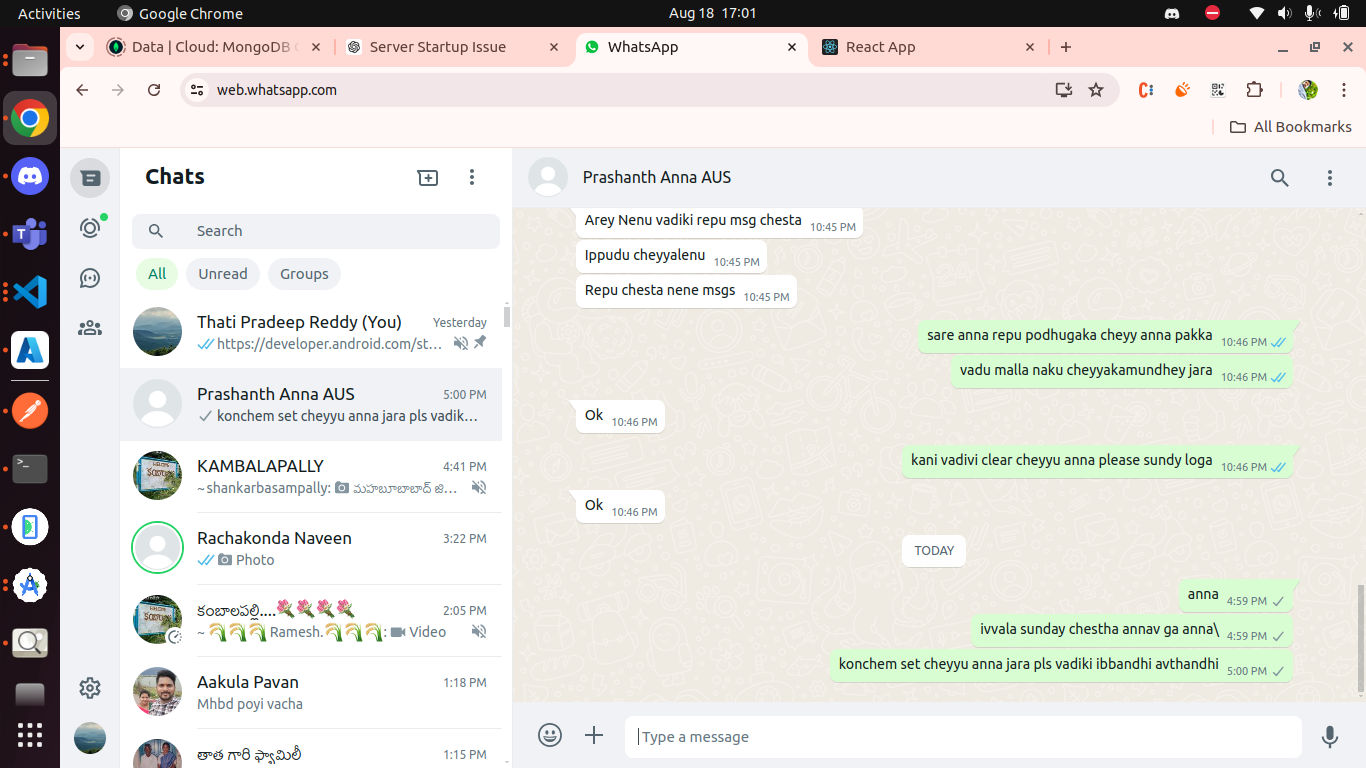 Activities
Google Chrome
Aug 18 17:01
Data | Cloud: MongoDB
Server Startup Issue
WhatsApp
React App
web.whatsapp.com
All Bookmarks
Chats
Search
All
Unread
Groups
Thati Pradeep Reddy (You)
Yesterday
https://developer.android.com/st...
Prashanth Anna AUS
5:00 PM
konchem set cheyyu anna jara pls vadik...
KAMBALAPALLY
4:41 PM
~shankarbasampally: మహబూబాబాద్ జి...
Rachakonda Naveen
3:22 PM
Photo
కంబాలపల్లి....💐💐💐💐
2:05 PM
~ 🌾🌾🌾 Ramesh.🌾🌾🌾: Video
Aakula Pavan
1:18 PM
Mhbd poyi vacha
తాత గారి ఫ్యామిలీ
1:15 PM
Prashanth Anna AUS
Arey Nenu vadiki repu msg chesta 10:45 PM
Ippudu cheyyalenu 10:45 PM
Repu chesta nene msgs 10:45 PM
sare anna repu podhugaka cheyy anna pakka 10:46 PM
vadu malla naku cheyyakamundhey jara 10:46 PM
Ok 10:46 PM
kani vadivi clear cheyyu anna please sundy loga 10:46 PM
Ok 10:46 PM
TODAY
anna 4:59 PM
ivvala sunday chestha annav ga anna\ 4:59 PM
konchem set cheyyu anna jara pls vadiki ibbandhi avthandhi 5:00 PM
Type a message